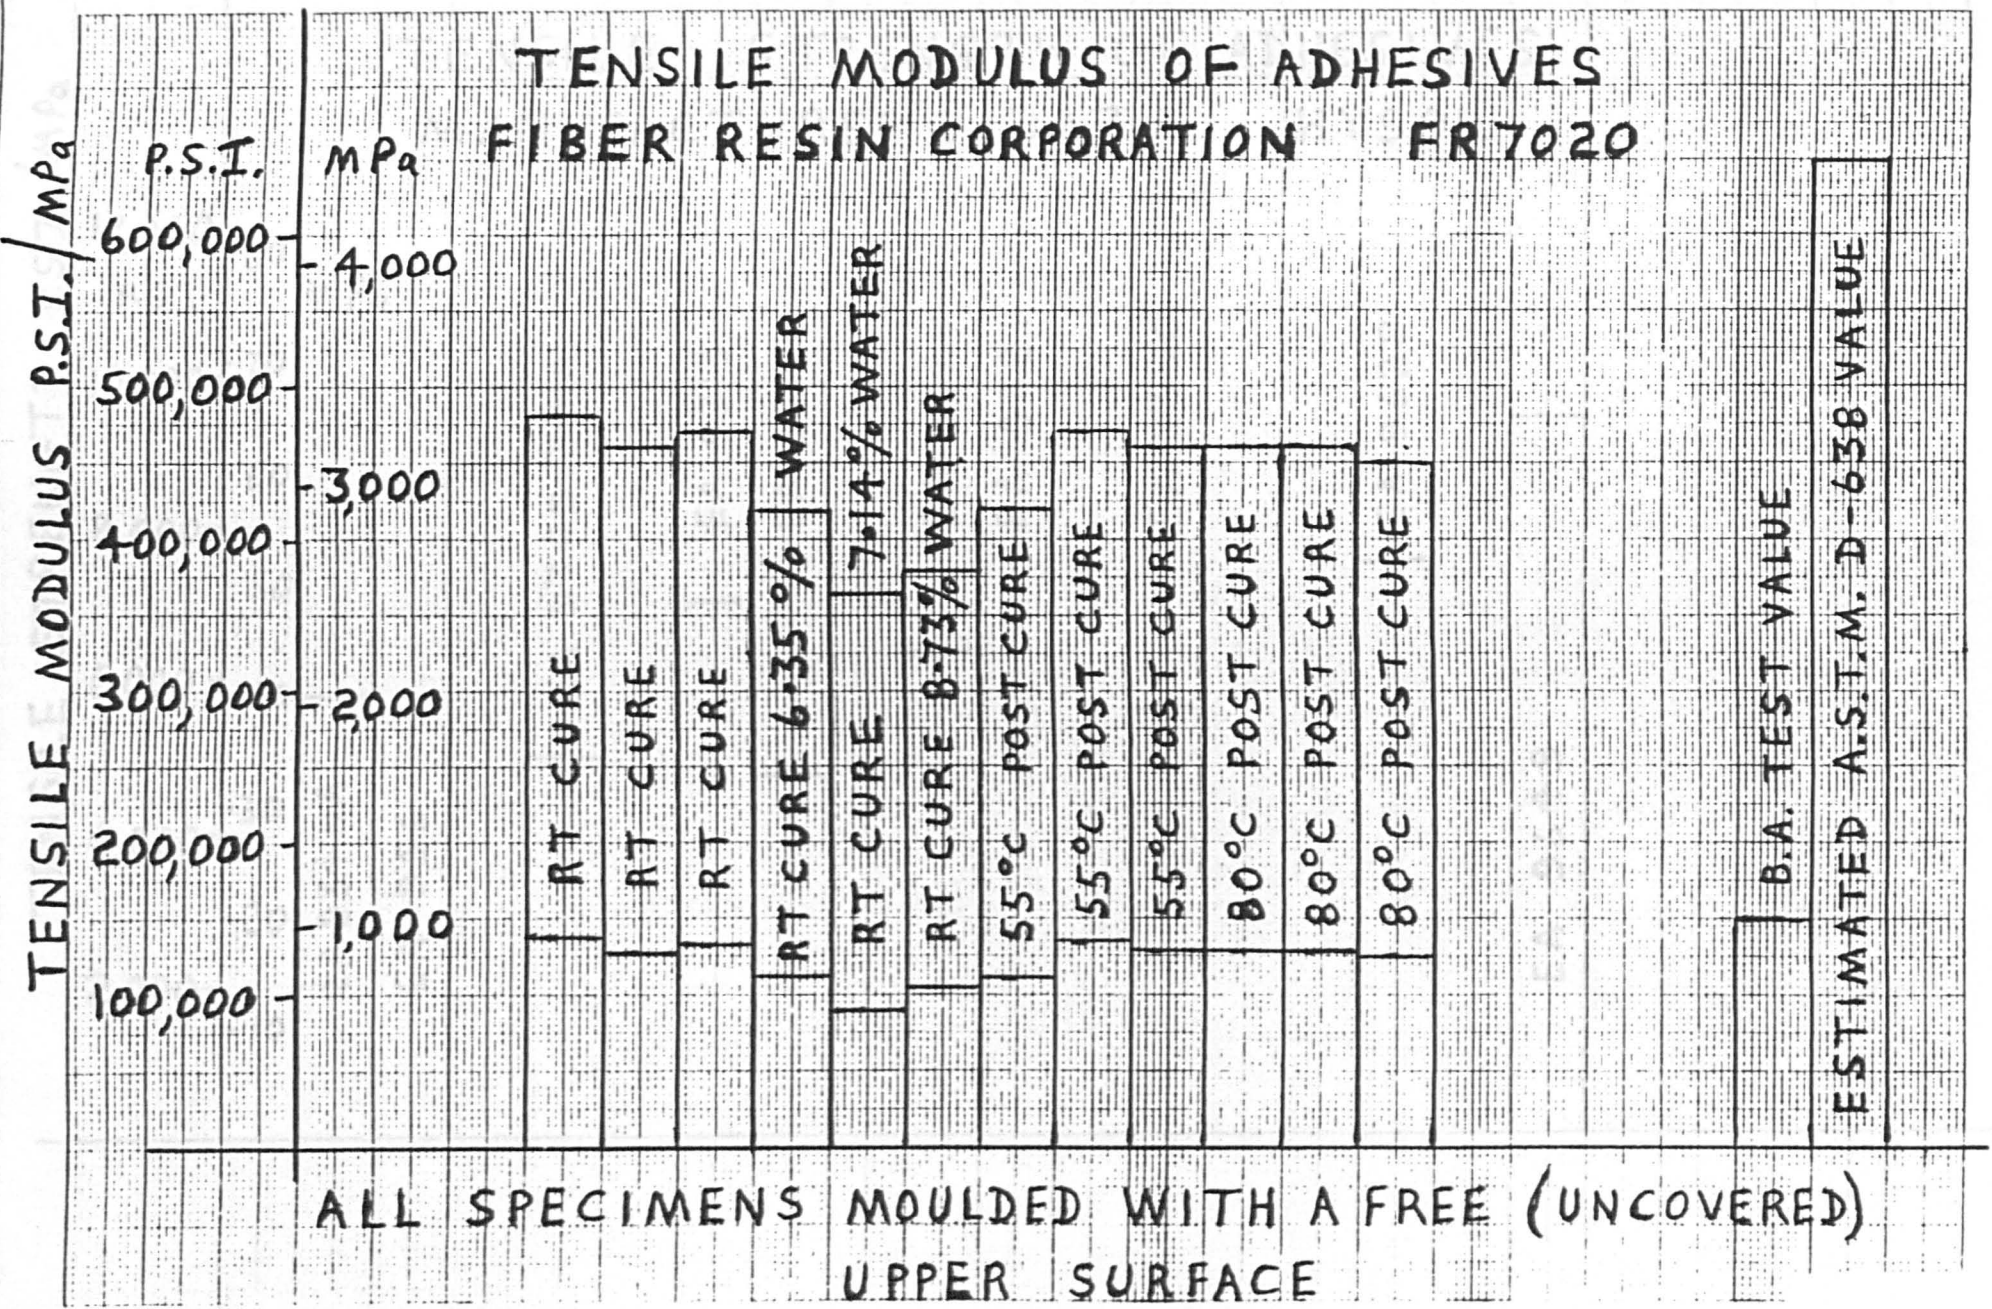 TENSILE MODULUS OF ADHESIVES
FIBER RESIN CORPORATION FR7020
TENSILE MODULUS P.S.I./MPa
P.S.I.
600,000
500,000
400,000
300,000
200,000
100,000
MPa
4,000
3,000
2,000
1,000
RT CURE
RT CURE
RT CURE
RT CURE 6.35% WATER
RT CURE 7.14% WATER
RT CURE 8.73% WATER
55°C POST CURE
55°C POST CURE
55°C POST CURE
80°C POST CURE
80°C POST CURE
80°C POST CURE
B.A. TEST VALUE
ESTIMATED A.S.T.M. D-638 VALUE
ALL SPECIMENS MOULDED WITH A FREE (UNCOVERED)
UPPER SURFACE